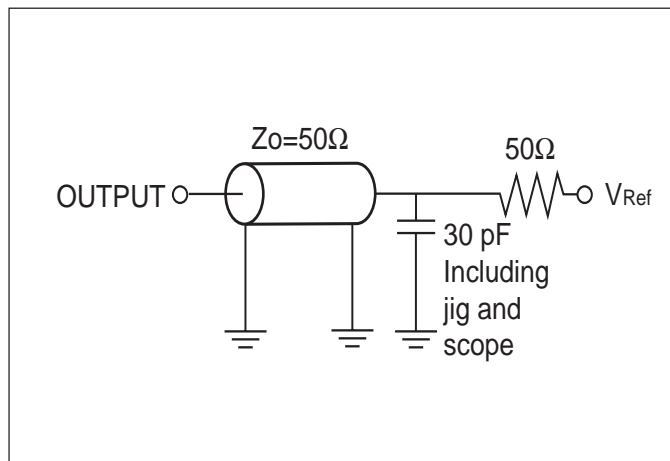 Zo=50Ω
50Ω
OUTPUT
VRef
30 pF
Including
jig and
scope